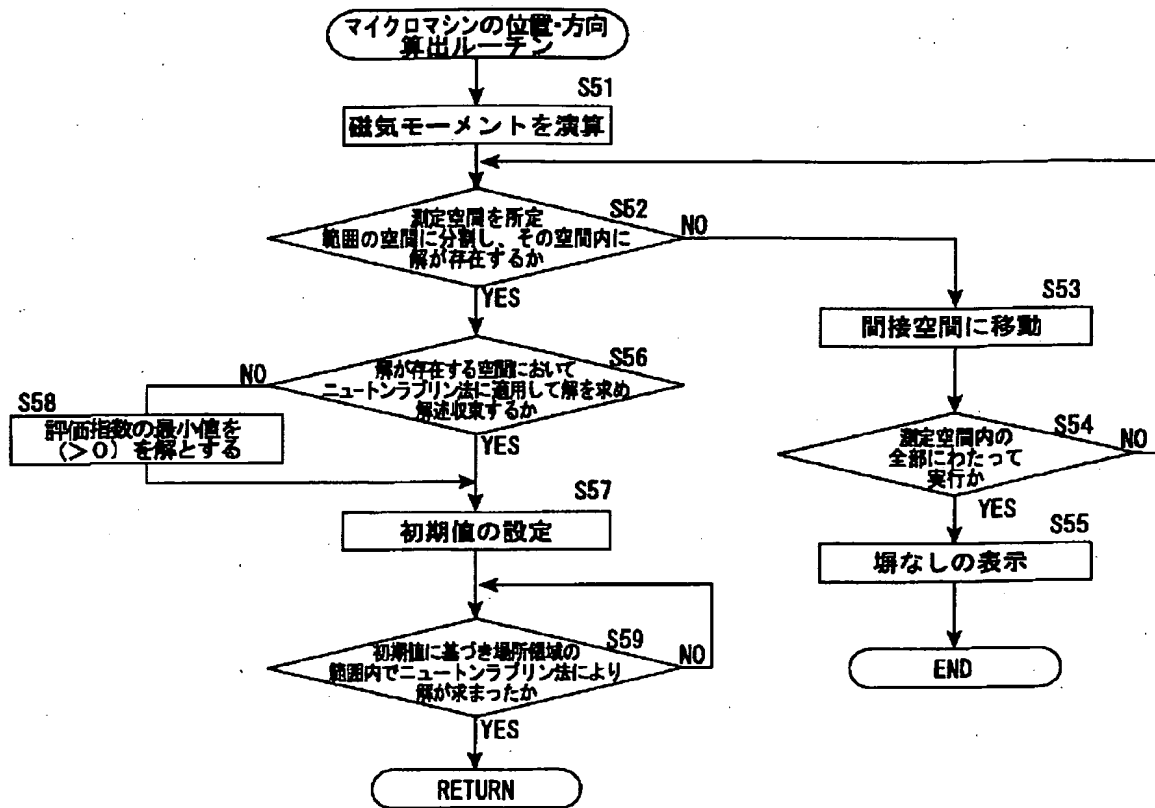 マイクロマシンの位置・方向
算出ルーチン
S51
磁気モーメントを演算
S52
測定空間を所定
範囲の空間に分割し、その空間内に
解が存在するか
NO
YES
S53
間接空間に移動
S56
解が存在する空間において
ニュートンラブリン法に適用して解を求め
解述収束するか
NO
YES
S58
評価指数の最小値を
(>0)を解とする
S54
測定空間内の
全部にわたって
実行か
NO
YES
S57
初期値の設定
S55
塀なしの表示
S59
初期値に基づき場所領域の
範囲内でニュートンラブリン法により
解が求まったか
NO
YES
END
RETURN